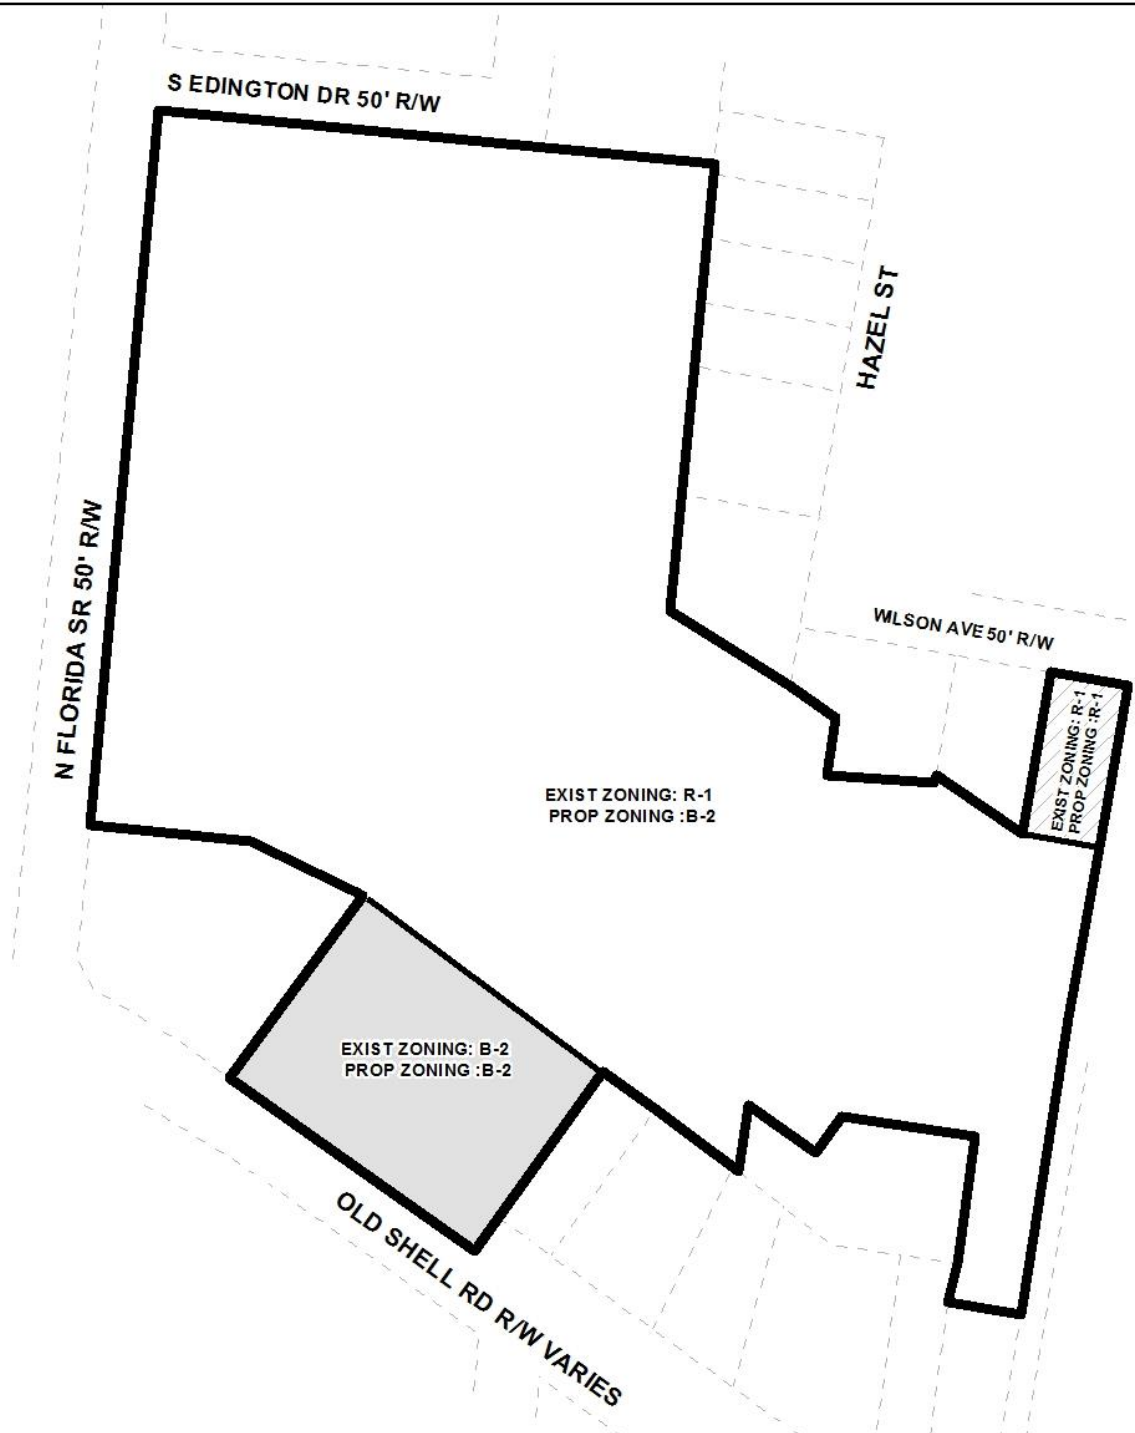 S EDINGTON DR 50' R/W
HAZEL ST
N FLORIDA SR 50' R/W
WILSON AVE 50' R/W
EXIST ZONING: R-1
PROP ZONING :R-1
EXIST ZONING: R-1
PROP ZONING :B-2
EXIST ZONING: B-2
PROP ZONING :B-2
OLD SHELL RD R/W VARIES